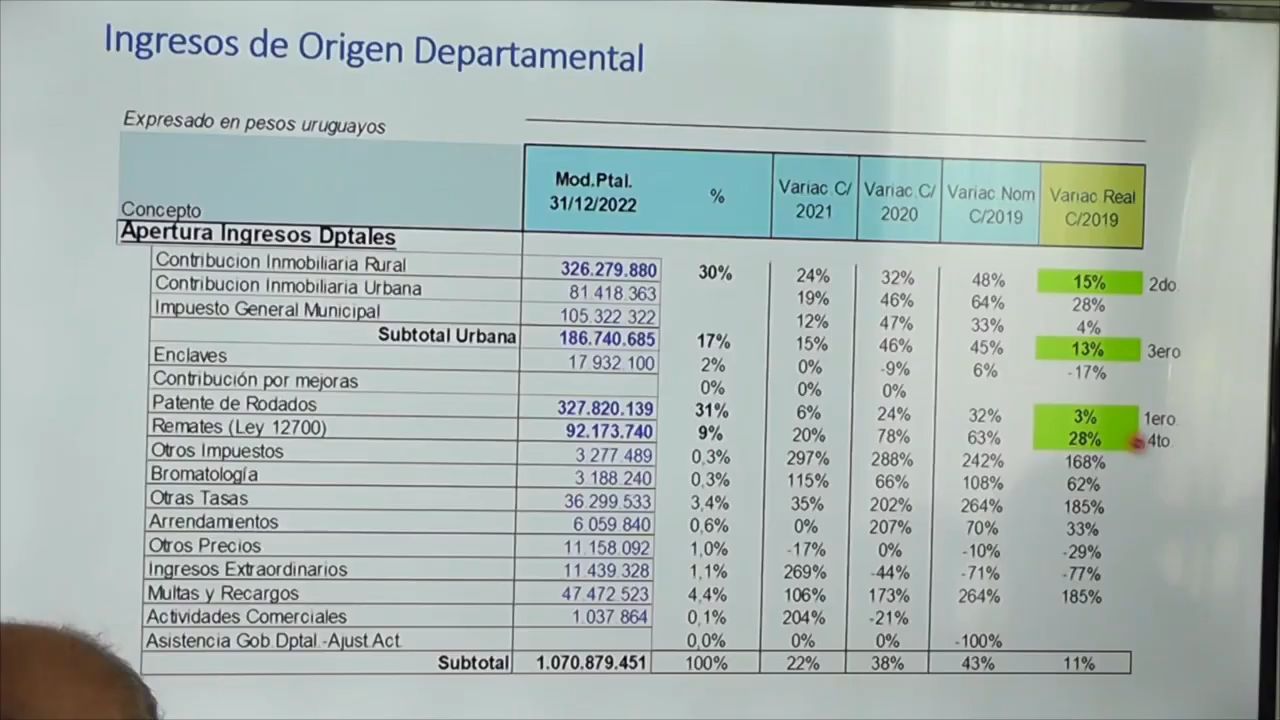 Ingresos de Origen Departamental
Expresado en pesos uruguayos
Concepto Mod.Ptal. 31/12/2022 % Variac C/ 2021 Variac C/ 2020 Variac Nom C/2019 Variac Real C/2019
Apertura Ingresos Dptales
Contribucion Inmobiliaria Rural 326.279.880 30% 24% 32% 48% 15% 2do
Contribucion Inmobiliaria Urbana 81 418.363 19% 46% 64% 28%
Impuesto General Municipal 105 322 322 12% 47% 33% 4%
Subtotal Urbana 186.740.685 17% 15% 46% 45% 13% 3ero
Enclaves 17 932 100 2% 0% -9% 6% -17%
Contribución por mejoras 0% 0% 0%
Patente de Rodados 327.820.139 31% 6% 24% 32% 3% 1ero
Remates (Ley 12700) 92.173.740 9% 20% 78% 63% 28% 4to
Otros Impuestos 3 277 489 0,3% 297% 288% 242% 168%
Bromatología 3 188 240 0,3% 115% 66% 108% 62%
Otras Tasas 36 299 533 3,4% 35% 202% 264% 185%
Arrendamientos 6 059 840 0,6% 0% 207% 70% 33%
Otros Precios 11 158 092 1,0% -17% 0% -10% -29%
Ingresos Extraordinarios 11 439 328 1,1% 269% -44% -71% -77%
Multas y Recargos 47 472 523 4,4% 106% 173% 264% 185%
Actividades Comerciales 1.037 864 0,1% 204% -21%
Asistencia Gob Dptal -Ajust Act 0,0% 0% 0% -100%
Subtotal 1.070.879.451 100% 22% 38% 43% 11%